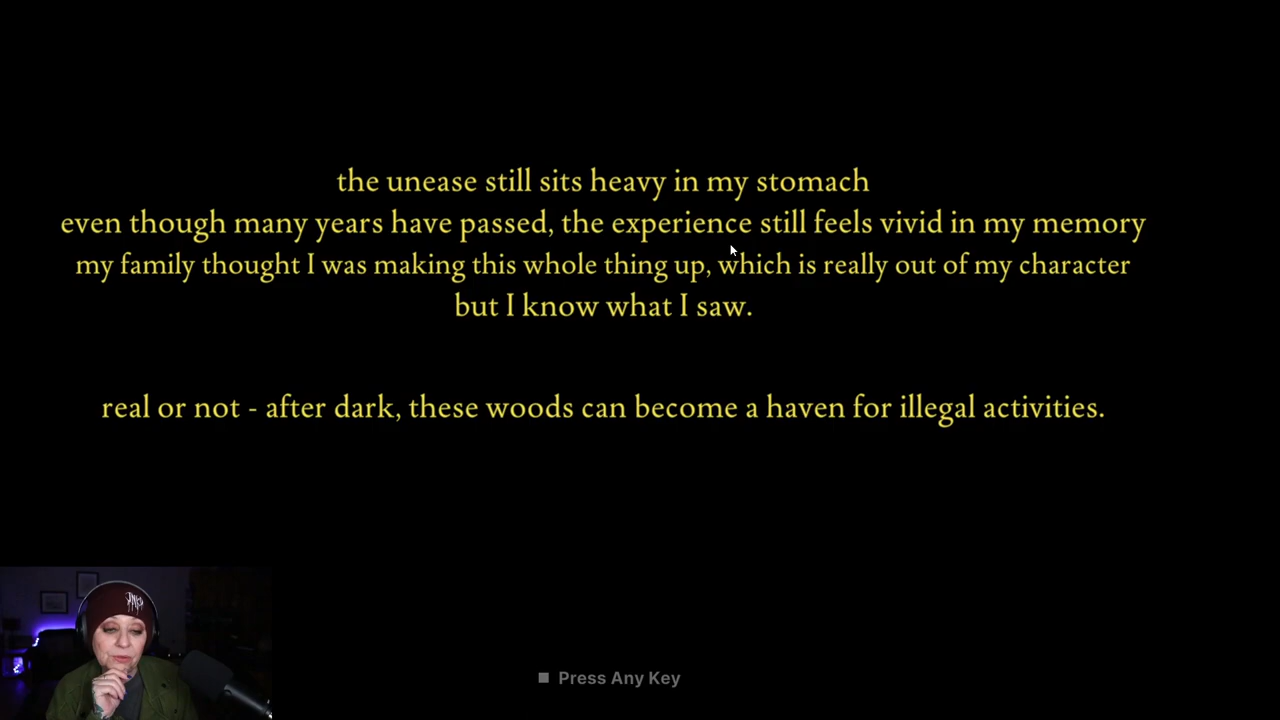 the unease still sits heavy in my stomach
even though many years have passed, the experience still feels vivid in my memory
my family thought I was making this whole thing up, which is really out of my character
but I know what I saw.
real or not - after dark, these woods can become a haven for illegal activities.
Press Any Key